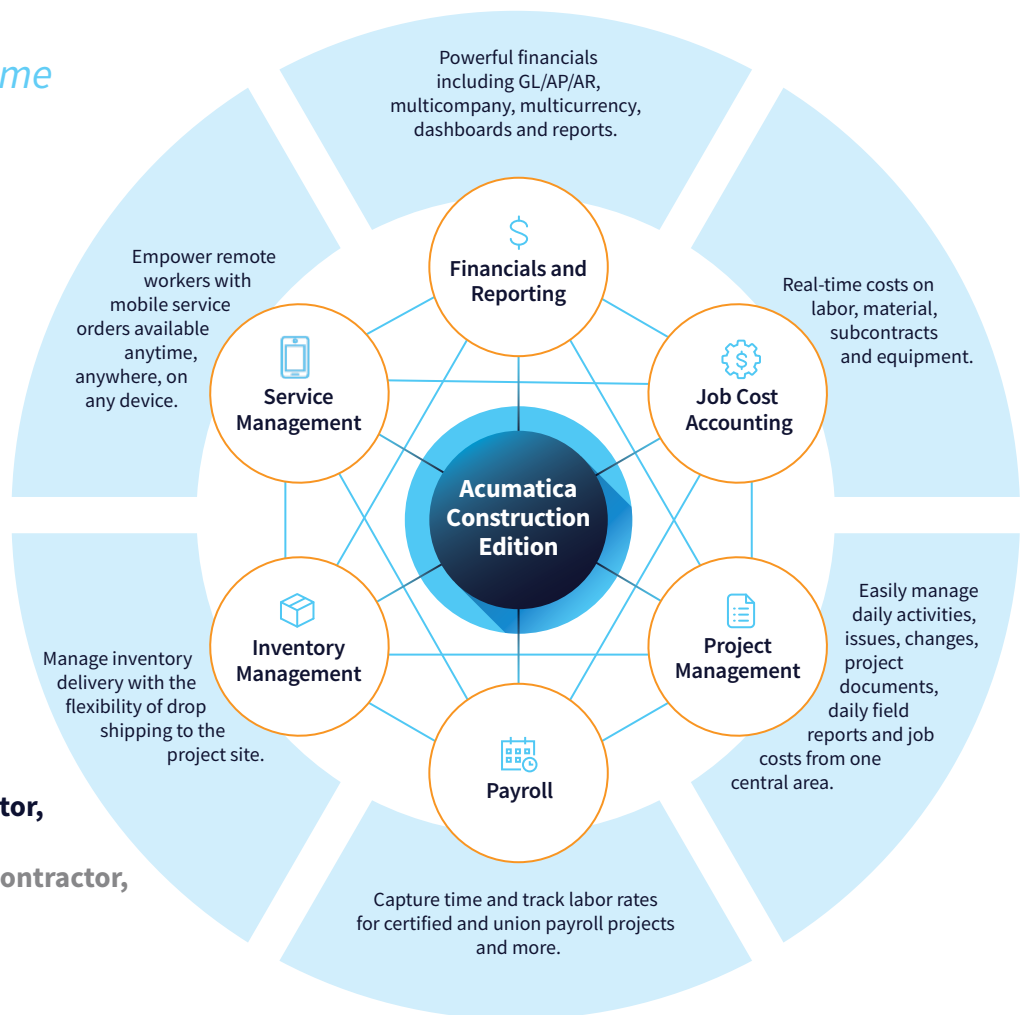 me
Powerful financials
including GL/AP/AR,
multicompany, multicurrency,
dashboards and reports.
Financials and
Reporting
Real-time costs on
labor, material,
subcontracts
and equipment.
Job Cost
Accounting
Empower remote
workers with
mobile service
orders available
anytime,
anywhere, on
any device.
Service
Management
Acumatica
Construction
Edition
Easily manage
daily activities,
issues, changes,
project
documents,
daily field
reports and job
costs from one
central area.
Project
Management
Manage inventory
delivery with the
flexibility of drop
shipping to the
project site.
Inventory
Management
Payroll
Capture time and track labor rates
for certified and union payroll projects
and more.
tor,
ontractor,